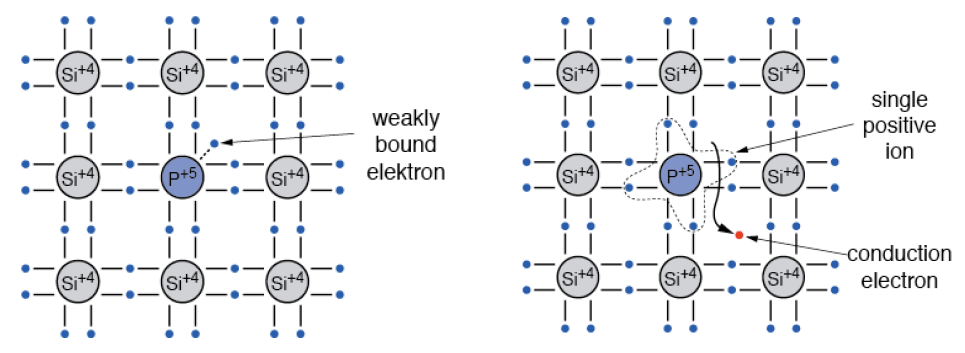 Si+4 Si+4 Si+4
weakly
bound
elektron
Si+4 P+5 Si+4
Si+4 Si+4 Si+4
Si+4 Si+4 Si+4
single
positive
ion
Si+4 P+5 Si+4
conduction
electron
Si+4 Si+4 Si+4